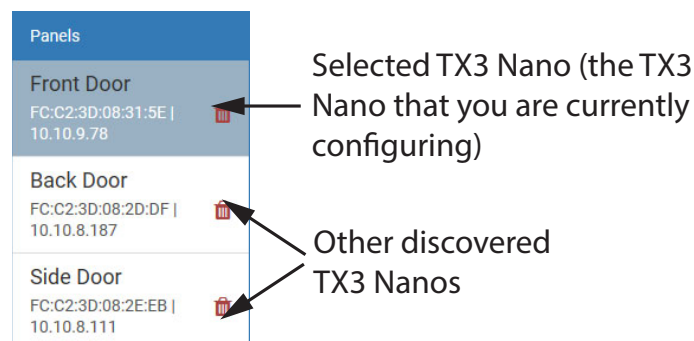 Panels
Front Door
FC:C2:3D:08:31:5E |
10.10.9.78
Selected TX3 Nano (the TX3
Nano that you are currently
configuring)
Back Door
FC:C2:3D:08:2D:DF |
10.10.8.187
Other discovered
TX3 Nanos
Side Door
FC:C2:3D:08:2E:EB |
10.10.8.111